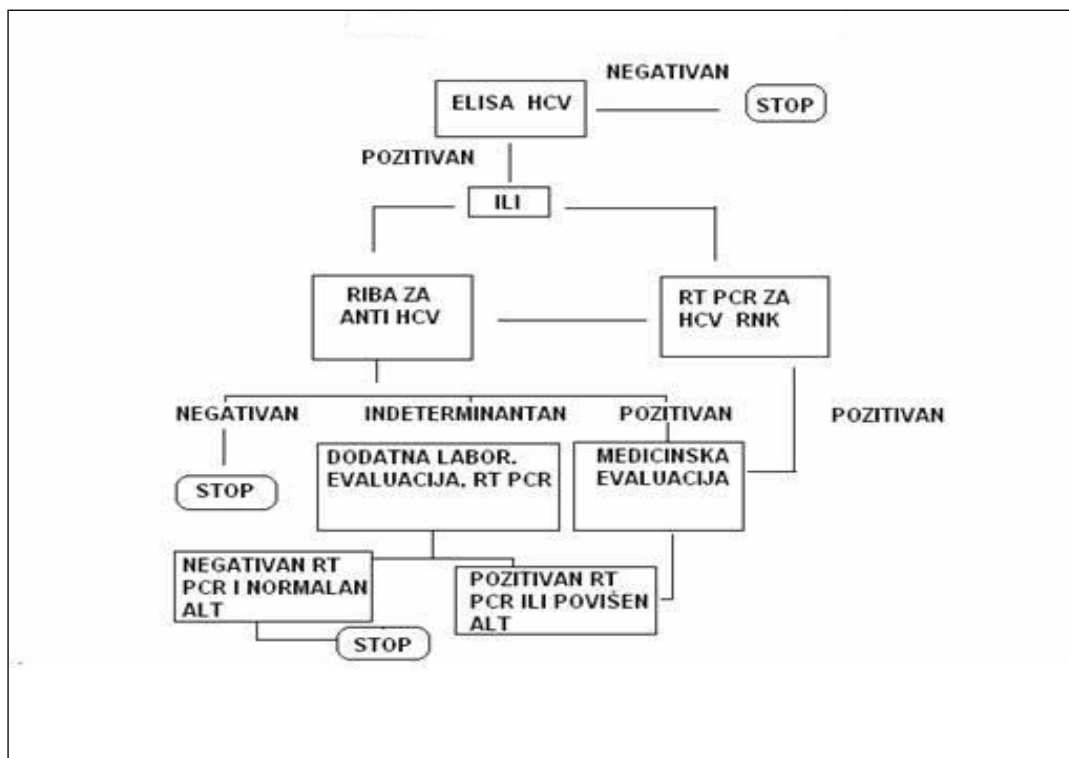 NEGATIVAN
ELISA HCV
STOP
POZITIVAN
ILI
RIBA ZA
ANTI HCV
RT PCR ZA
HCV RNK
NEGATIVAN
INDETERMINANTAN
POZITIVAN
POZITIVAN
DODATNA LABOR.
EVALUACIJA, RT PCR
MEDICINSKA
EVALUACIJA
STOP
NEGATIVAN RT
PCR I NORMALAN
ALT
POZITIVAN RT
PCR ILI POVIŠEN
ALT
STOP